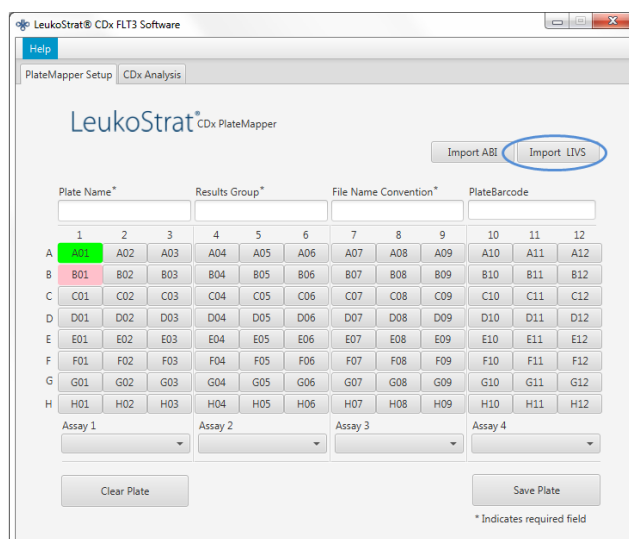 LeukoStrat® CDx FLT3 Software
Help
PlateMapper Setup CDx Analysis
LeukoStrat® CDx PlateMapper
Import ABI Import LIVS
Plate Name* Results Group* File Name Convention* PlateBarcode
1 2 3 4 5 6 7 8 9 10 11 12
A A01 A02 A03 A04 A05 A06 A07 A08 A09 A10 A11 A12
B B01 B02 B03 B04 B05 B06 B07 B08 B09 B10 B11 B12
C C01 C02 C03 C04 C05 C06 C07 C08 C09 C10 C11 C12
D D01 D02 D03 D04 D05 D06 D07 D08 D09 D10 D11 D12
E E01 E02 E03 E04 E05 E06 E07 E08 E09 E10 E11 E12
F F01 F02 F03 F04 F05 F06 F07 F08 F09 F10 F11 F12
G G01 G02 G03 G04 G05 G06 G07 G08 G09 G10 G11 G12
H H01 H02 H03 H04 H05 H06 H07 H08 H09 H10 H11 H12
Assay 1 Assay 2 Assay 3 Assay 4
Clear Plate Save Plate
* Indicates required field